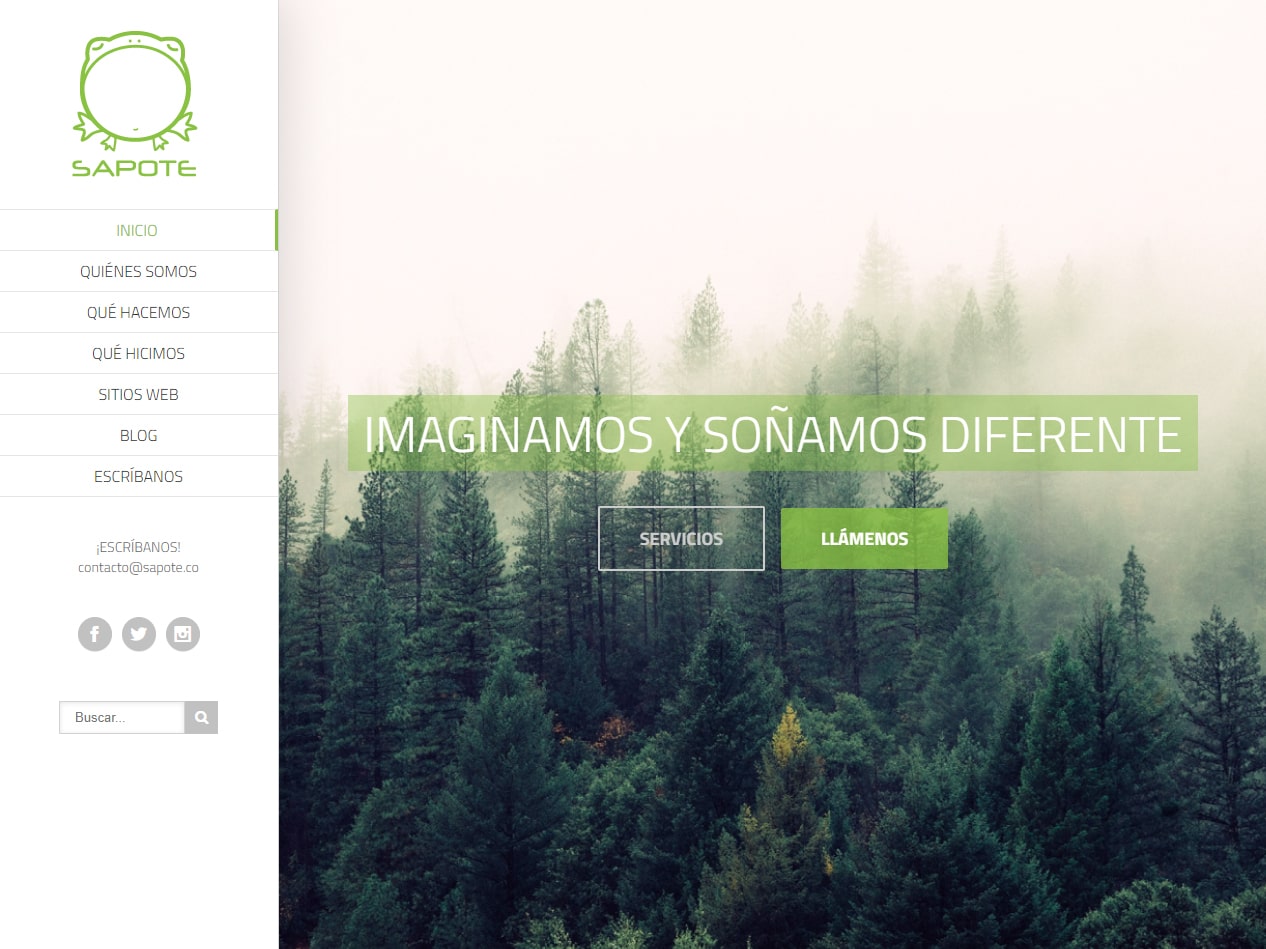 SAPOTE
INICIO
QUIÉNES SOMOS
QUÉ HACEMOS
QUÉ HICIMOS
SITIOS WEB
BLOG
ESCRÍBANOS
¡ESCRÍBANOS!
contacto@sapote.co
Buscar...
IMAGINAMOS Y SOÑAMOS DIFERENTE
SERVICIOS
LLÁMENOS